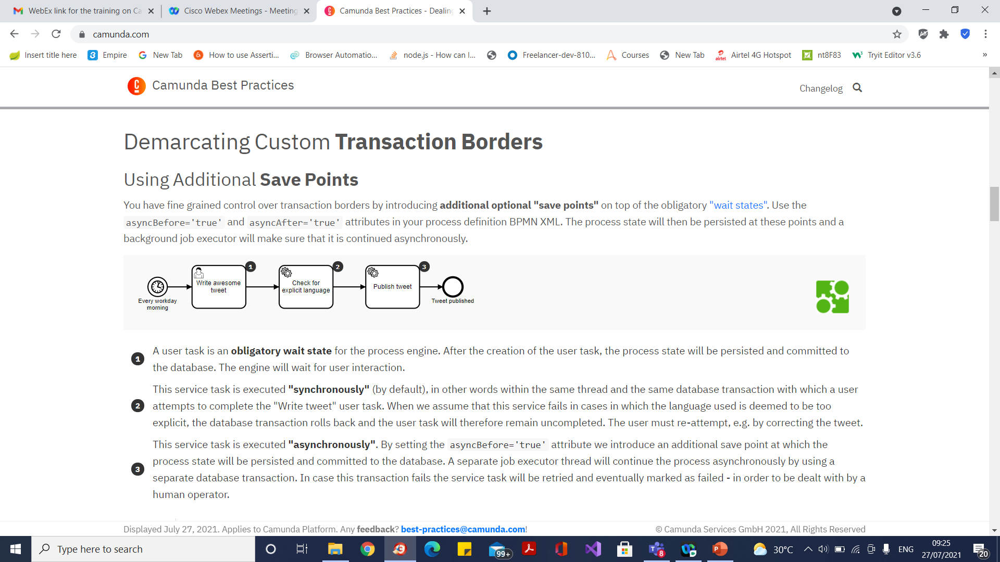 WebEx link for the training on Ca
Cisco Webex Meetings - Meeting
Camunda Best Practices - Dealing
camunda.com
Insert title here
Empire
New Tab
How to use Asserti...
Browser Automatio...
node.js - How can I...
Freelancer-dev-810...
Courses
New Tab
airtel
Airtel 4G Hotspot
nt8F83
Tryit Editor v3.6
»
Camunda Best Practices
Changelog
Demarcating Custom Transaction Borders
Using Additional Save Points
You have fine grained control over transaction borders by introducing additional optional "save points" on top of the obligatory "wait states". Use the
asyncBefore='true' and asyncAfter='true' attributes in your process definition BPMN XML. The process state will then be persisted at these points and a
background job executor will make sure that it is continued asynchronously.
1
2
3
Every workday
morning
Write awesome
tweet
Check for
explicit language
Publish tweet
Tweet published
1 A user task is an obligatory wait state for the process engine. After the creation of the user task, the process state will be persisted and committed to
the database. The engine will wait for user interaction.
This service task is executed "synchronously" (by default), in other words within the same thread and the same database transaction with which a user
2 attempts to complete the "Write tweet" user task. When we assume that this service fails in cases in which the language used is deemed to be too
explicit, the database transaction rolls back and the user task will therefore remain uncompleted. The user must re-attempt, e.g. by correcting the tweet.
This service task is executed "asynchronously". By setting the asyncBefore='true' attribute we introduce an additional save point at which the
process state will be persisted and committed to the database. A separate job executor thread will continue the process asynchronously by using a
3 separate database transaction. In case this transaction fails the service task will be retried and eventually marked as failed - in order to be dealt with by a
human operator.
Displayed July 27, 2021. Applies to Camunda Platform. Any feedback? best-practices@camunda.com!
© Camunda Services GmbH 2021, All Rights Reserved
Type here to search
99+
8
30°C
ENG
09:25
27/07/2021
20